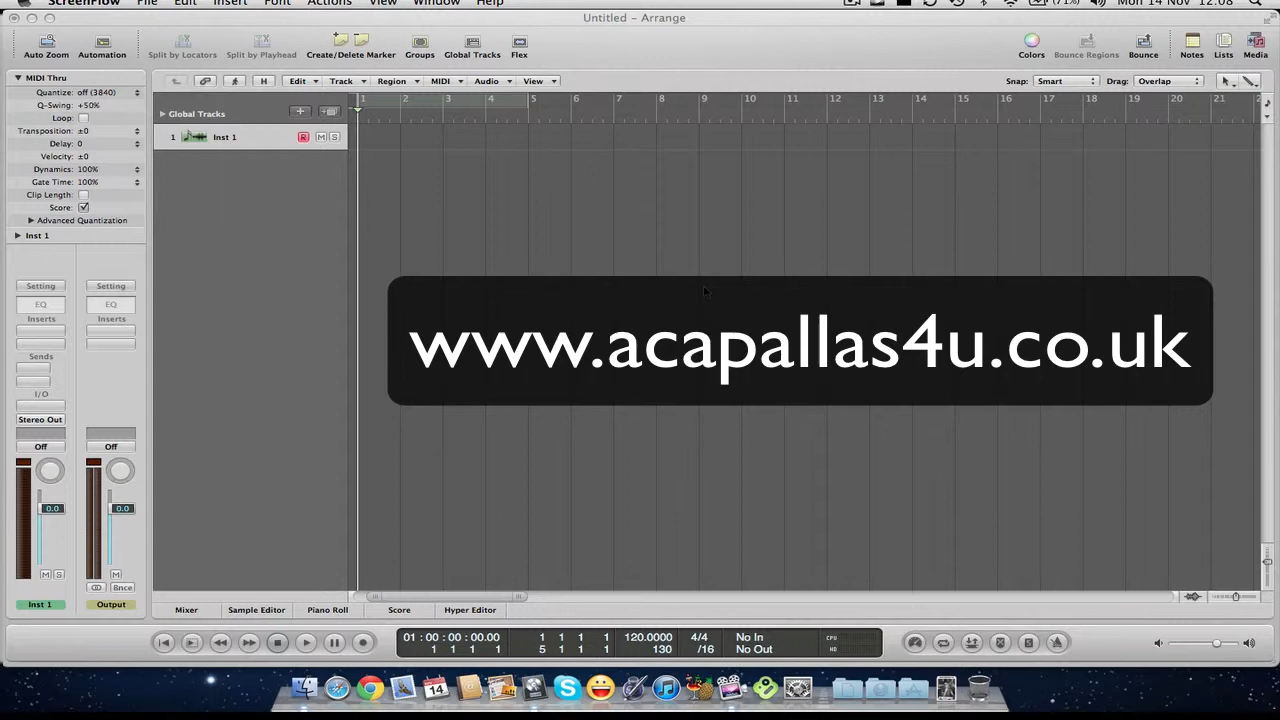 ScreenFlow File Edit Insert Font Actions View Window Help (71%) Mon 14 Nov 12:08
Untitled - Arrange
Auto Zoom Automation Split by Locators Split by Playhead Create/Delete Marker Groups Global Tracks Flex Colors Bounce Regions Bounce Notes Lists Media
MIDI Thru H Edit Track Region MIDI Audio View Snap: Smart Drag: Overlap
Quantize: off (3840)
Q-Swing: +50%
Loop:
Transposition: ±0
Delay: 0
Velocity: ±0
Dynamics: 100%
Gate Time: 100%
Clip Length:
Score:
Advanced Quantization
Inst 1
Global Tracks
1 2 3 4 5 6 7 8 9 10 11 12 13 14 15 16 17 18 19 20 21
1 Inst 1 R M S
www.acapallas4u.co.uk
Setting Setting
EQ EQ
Inserts Inserts
Sends
I/O
Stereo Out
Off Off
0.0 0.0
M S M
Bnce
Inst 1 Output
Mixer Sample Editor Piano Roll Score Hyper Editor
01:00:00:00.00 1 1 1 1 120.0000 4/4 No In CPU
1 1 1 1 5 1 1 1 130 /16 No Out HD
14